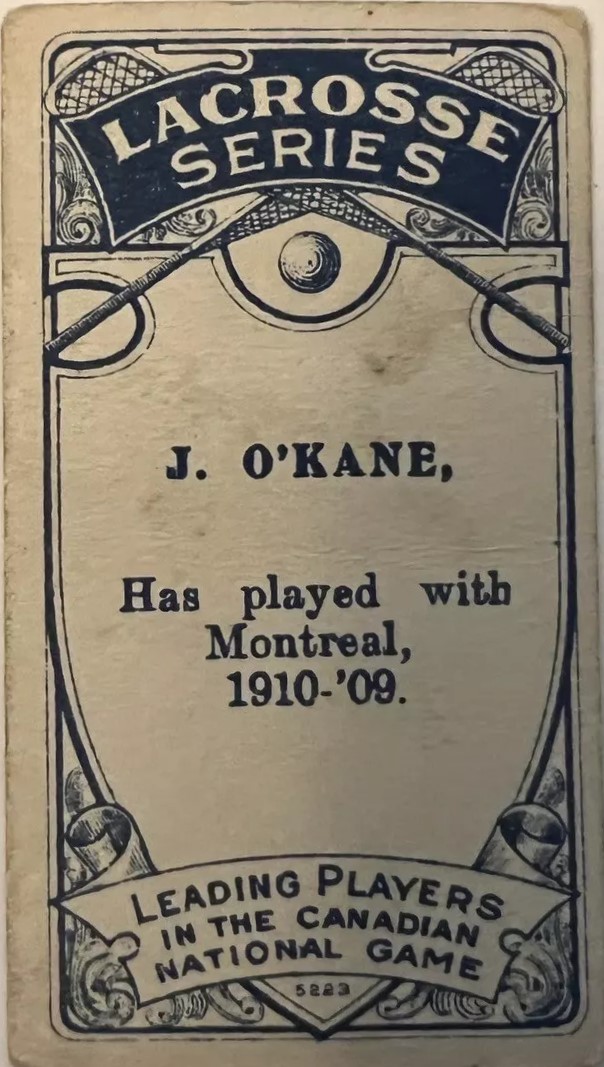 LACROSSE
SERIES
J. O'KANE,
Has played with
Montreal,
1910-'09.
LEADING PLAYERS
IN THE CANADIAN
NATIONAL GAME
5223